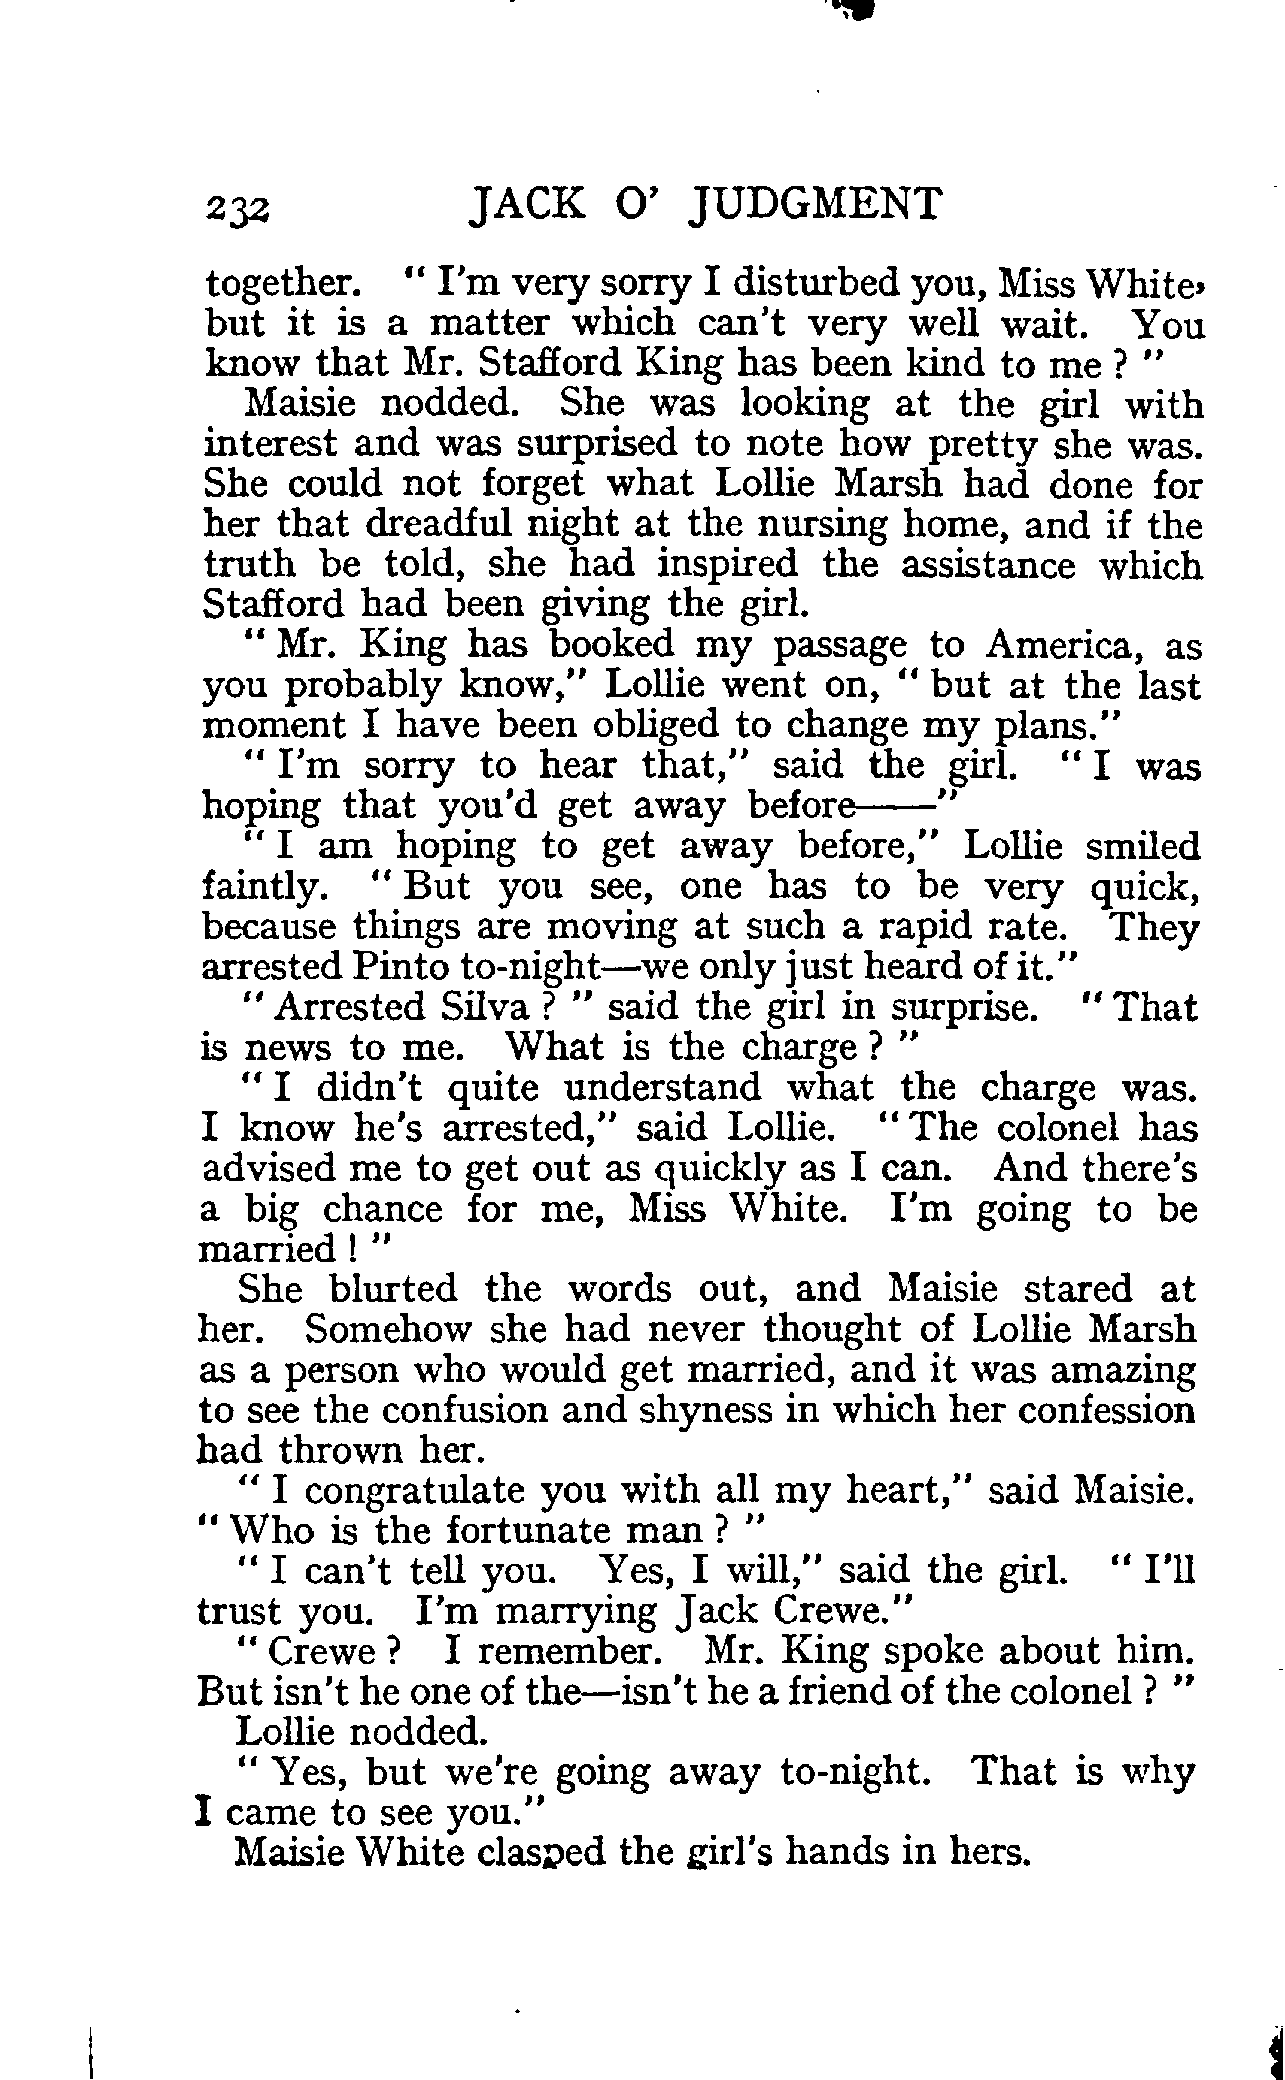 232 JACK O' JUDGMENT
together. " I'm very sorry I disturbed you, Miss White,
but it is a matter which can't very well wait. You
know that Mr. Stafford King has been kind to me ? "
Maisie nodded. She was looking at the girl with
interest and was surprised to note how pretty she was.
She could not forget what Lollie Marsh had done for
her that dreadful night at the nursing home, and if the
truth be told, she had inspired the assistance which
Stafford had been giving the girl.
" Mr. King has booked my passage to America, as
you probably know," Lollie went on, " but at the last
moment I have been obliged to change my plans."
" I'm sorry to hear that," said the girl. " I was
hoping that you'd get away before——"
" I am hoping to get away before," Lollie smiled
faintly. " But you see, one has to be very quick,
because things are moving at such a rapid rate. They
arrested Pinto to-night—we only just heard of it."
" Arrested Silva ? " said the girl in surprise. " That
is news to me. What is the charge ? "
" I didn't quite understand what the charge was.
I know he's arrested," said Lollie. " The colonel has
advised me to get out as quickly as I can. And there's
a big chance for me, Miss White. I'm going to be
married ! "
She blurted the words out, and Maisie stared at
her. Somehow she had never thought of Lollie Marsh
as a person who would get married, and it was amazing
to see the confusion and shyness in which her confession
had thrown her.
" I congratulate you with all my heart," said Maisie.
" Who is the fortunate man ? "
" I can't tell you. Yes, I will," said the girl. " I'll
trust you. I'm marrying Jack Crewe."
" Crewe ? I remember. Mr. King spoke about him.
But isn't he one of the—isn't he a friend of the colonel ? "
Lollie nodded.
" Yes, but we're going away to-night. That is why
I came to see you."
Maisie White clasped the girl's hands in hers.